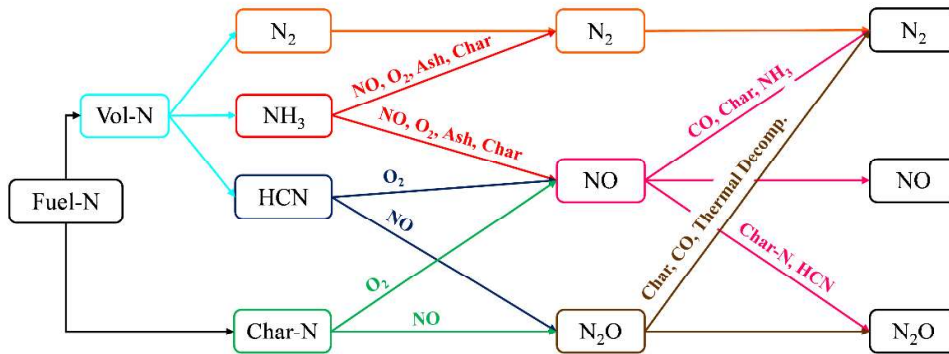 N₂
N₂
N₂
NO, O₂, Ash, Char
Vol-N
NH₃
CO, Char, NH₃
NO, O₂, Ash, Char
Fuel-N
HCN
O₂
NO
NO
NO
Char, CO, Thermal Decomp.
Char-N, HCN
O₂
Char-N
NO
N₂O
N₂O